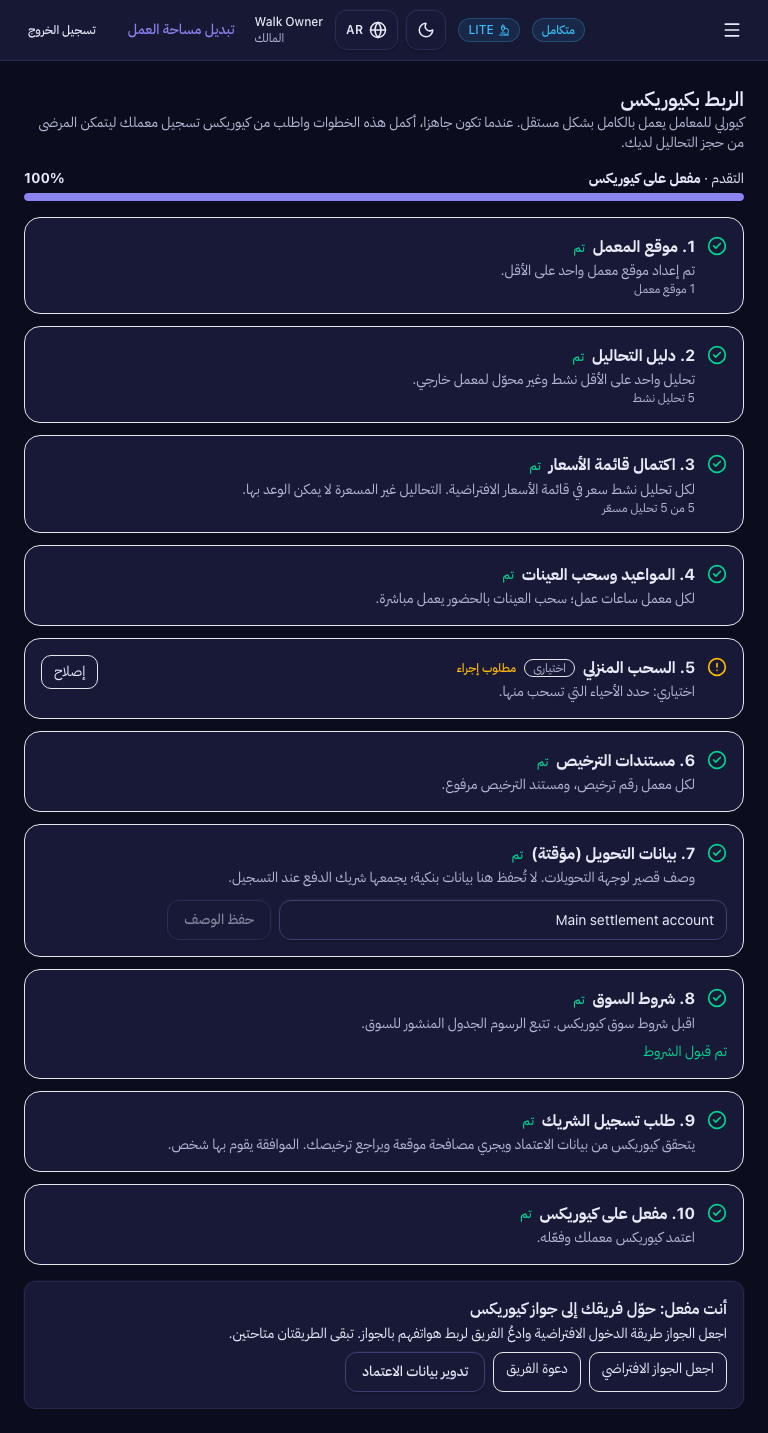 متكامل
LITE
AR
Walk Owner
المالك
تبديل مساحة العمل
تسجيل الخروج
الربط بكيوريكس
كيورلي للمعامل يعمل بالكامل بشكل مستقل. عندما تكون جاهزا، أكمل هذه الخطوات واطلب من كيوريكس تسجيل معملك ليتمكن المرضى
من حجز التحاليل لديك.
التقدم · مفعل على كيوريكس
100%
1. موقع المعمل تم
تم إعداد موقع معمل واحد على الأقل.
1 موقع معمل
2. دليل التحاليل تم
تحليل واحد على الأقل نشط وغير محوّل لمعمل خارجي.
5 تحليل نشط
3. اكتمال قائمة الأسعار تم
لكل تحليل نشط سعر في قائمة الأسعار الافتراضية. التحاليل غير المسعرة لا يمكن الوعد بها.
5 من 5 تحليل مسعّر
4. المواعيد وسحب العينات تم
لكل معمل ساعات عمل؛ سحب العينات بالحضور يعمل مباشرة.
5. السحب المنزلي اختياري مطلوب إجراء
اختياري: حدد الأحياء التي تسحب منها.
إصلاح
6. مستندات الترخيص تم
لكل معمل رقم ترخيص، ومستند الترخيص مرفوع.
7. بيانات التحويل (مؤقتة) تم
وصف قصير لوجهة التحويلات. لا تُحفظ هنا بيانات بنكية؛ يجمعها شريك الدفع عند التسجيل.
Main settlement account
حفظ الوصف
8. شروط السوق تم
اقبل شروط سوق كيوريكس. تتبع الرسوم الجدول المنشور للسوق.
تم قبول الشروط
9. طلب تسجيل الشريك تم
يتحقق كيوريكس من بيانات الاعتماد ويجري مصافحة موقعة ويراجع ترخيصك. الموافقة يقوم بها شخص.
10. مفعل على كيوريكس تم
اعتمد كيوريكس معملك وفعّله.
أنت مفعل: حوّل فريقك إلى جواز كيوريكس
اجعل الجواز طريقة الدخول الافتراضية وادعُ الفريق لربط هواتفهم بالجواز. تبقى الطريقتان متاحتين.
اجعل الجواز الافتراضي
دعوة الفريق
تدوير بيانات الاعتماد